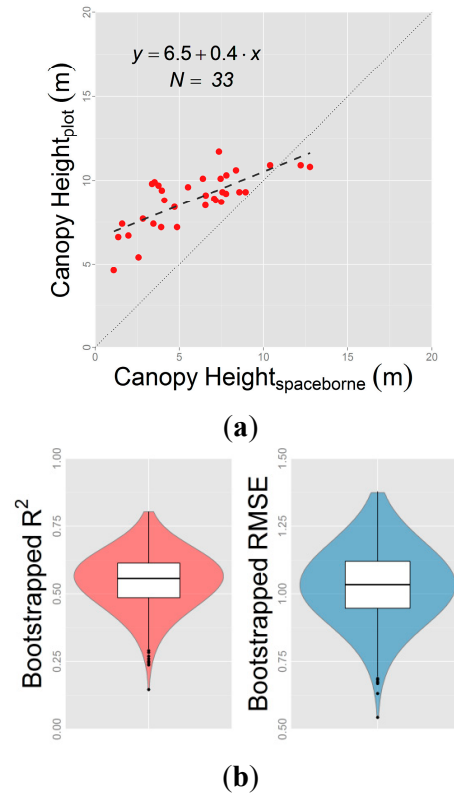 y = 6.5+0.4 · x
N = 33
Canopy Height_plot (m)
20
15
10
5
0
0 5 10 15 20
Canopy Height_spaceborne (m)
(a)
Bootstrapped R²
1.00
0.75
0.50
0.25
0.00
Bootstrapped RMSE
1.50
1.25
1.00
0.75
0.50
(b)